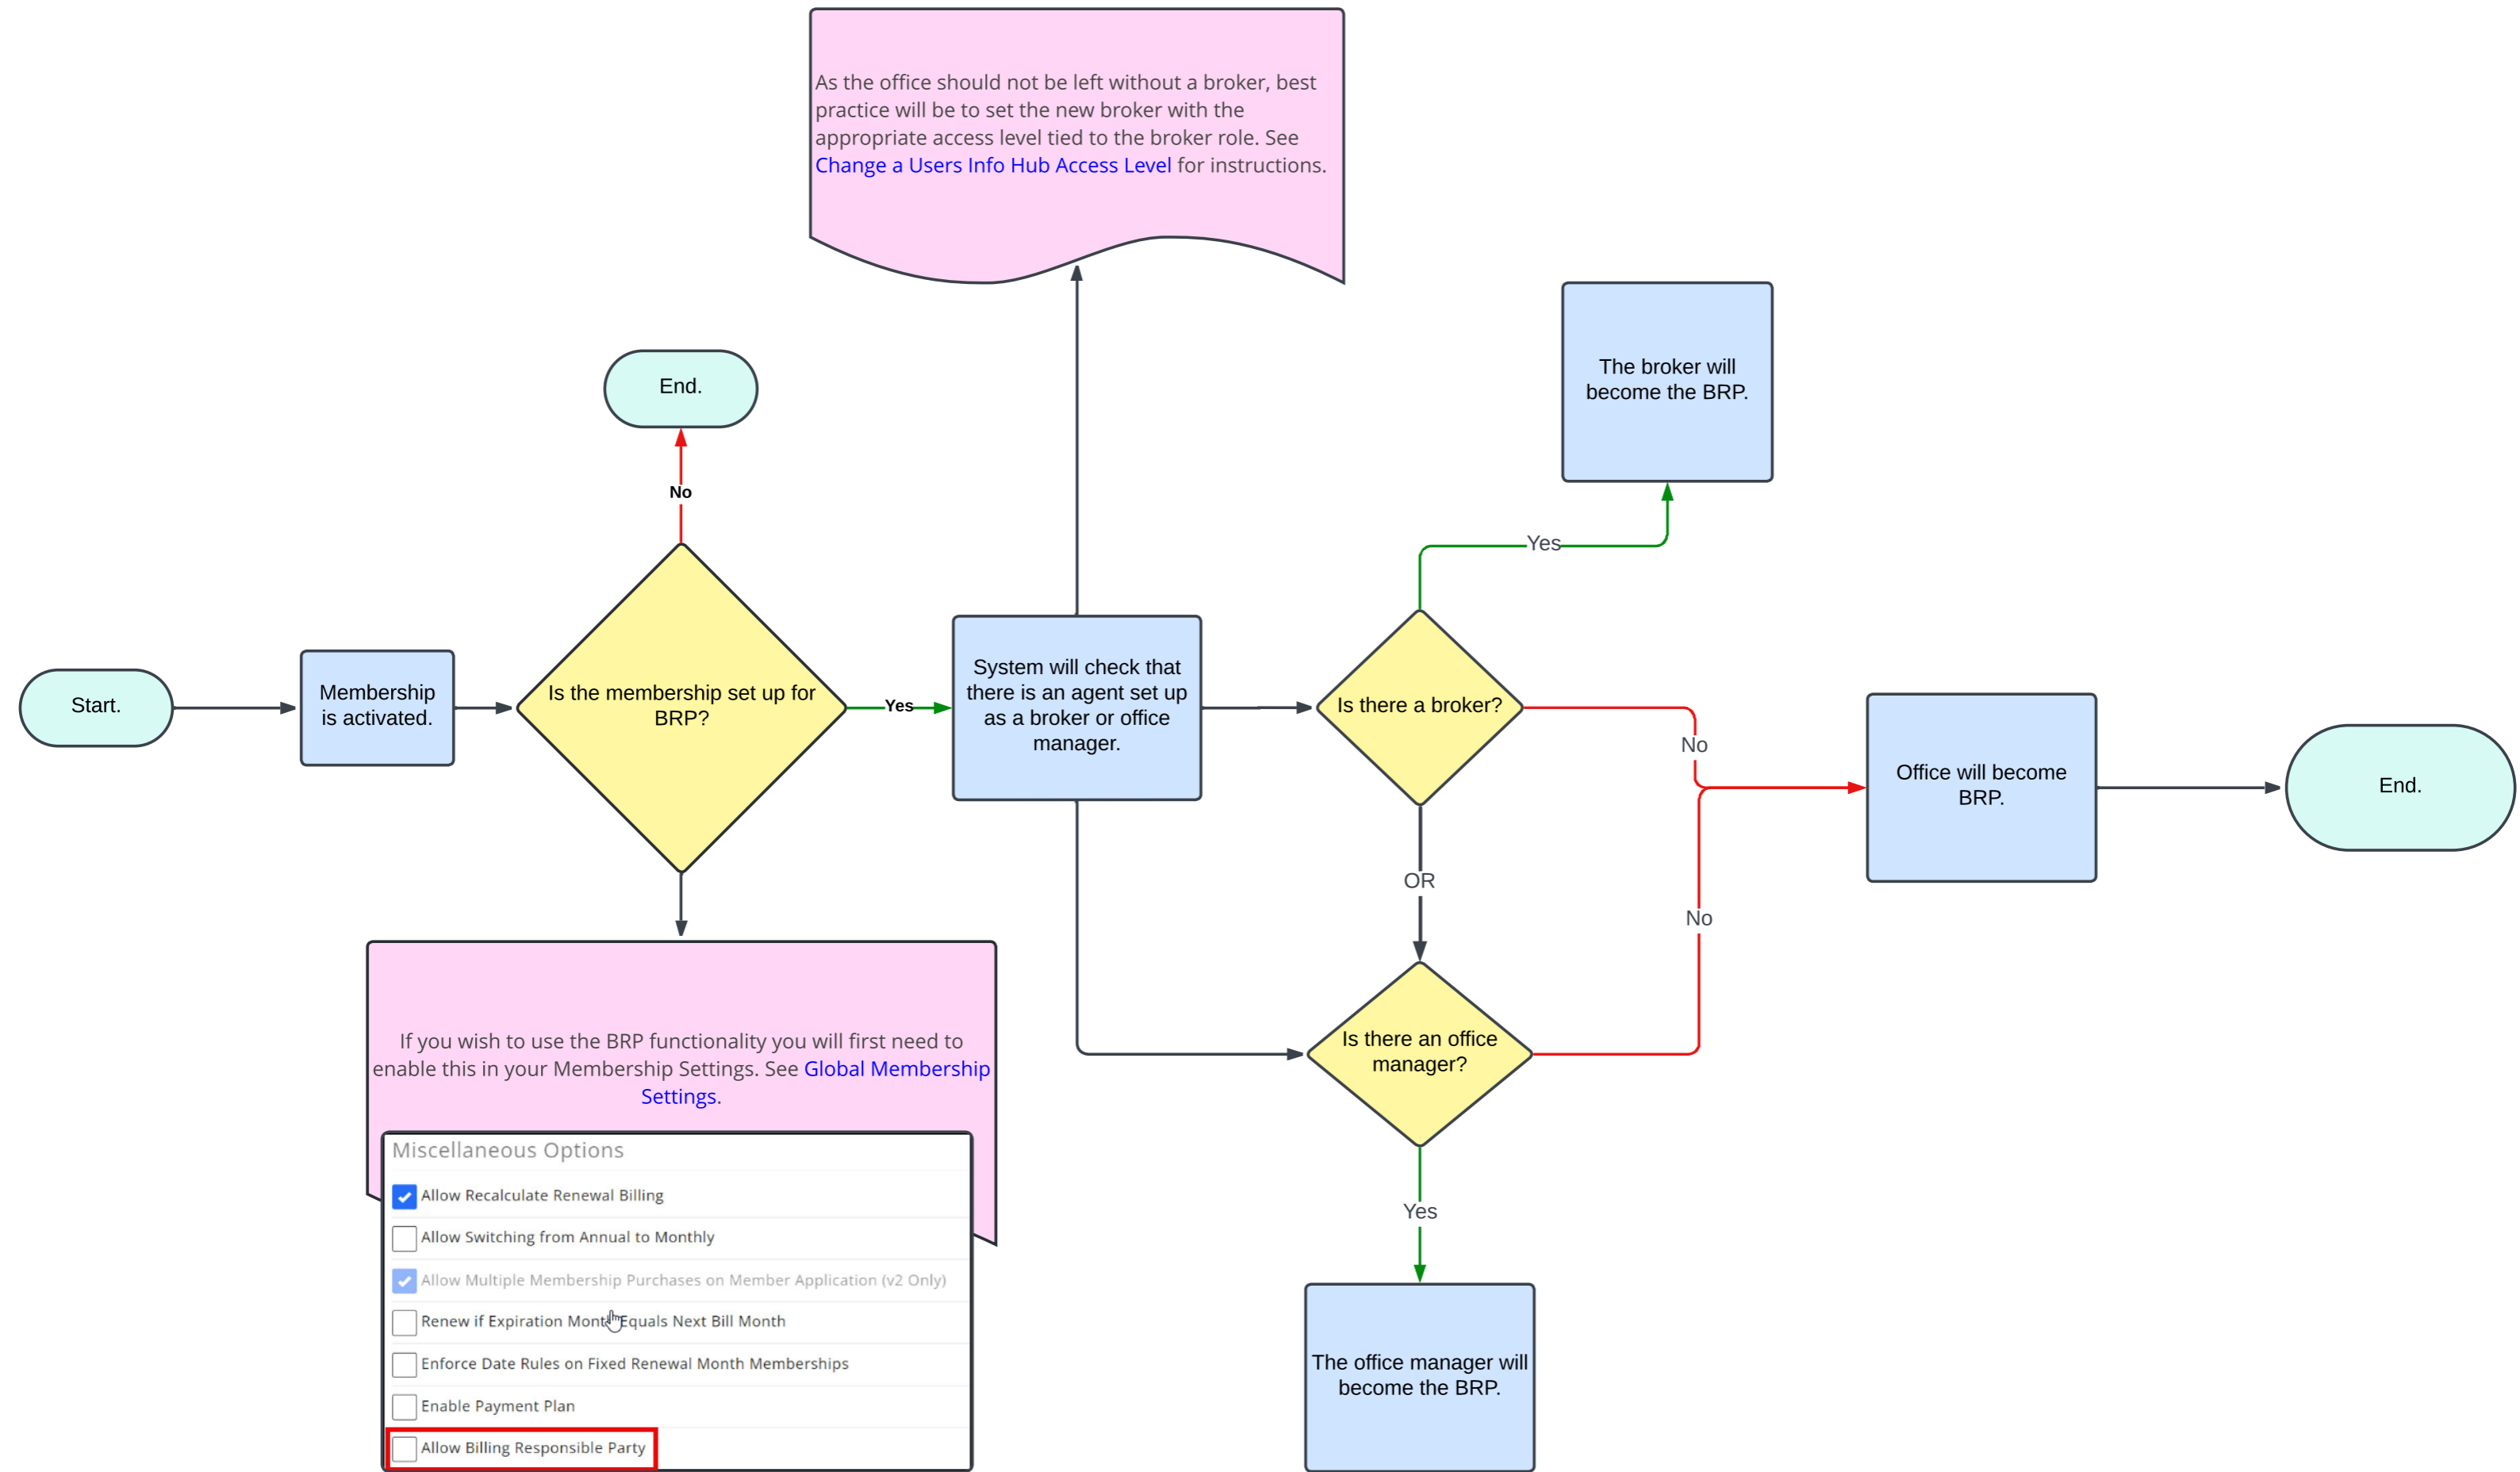 As the office should not be left without a broker, best
practice will be to set the new broker with the
appropriate access level tied to the broker role. See
Change a Users Info Hub Access Level for instructions.
The broker will
become the BRP.
End.
No
Yes
Start.
Membership
is activated.
Is the membership set up for
BRP?
Yes
System will check that
there is an agent set up
as a broker or office
manager.
Is there a broker?
No
Office will become
BRP.
End.
OR
No
Is there an office
manager?
Yes
The office manager will
become the BRP.
If you wish to use the BRP functionality you will first need to
enable this in your Membership Settings. See Global Membership
Settings.
Miscellaneous Options
Allow Recalculate Renewal Billing
Allow Switching from Annual to Monthly
Allow Multiple Membership Purchases on Member Application (v2 Only)
Renew if Expiration Month Equals Next Bill Month
Enforce Date Rules on Fixed Renewal Month Memberships
Enable Payment Plan
Allow Billing Responsible Party